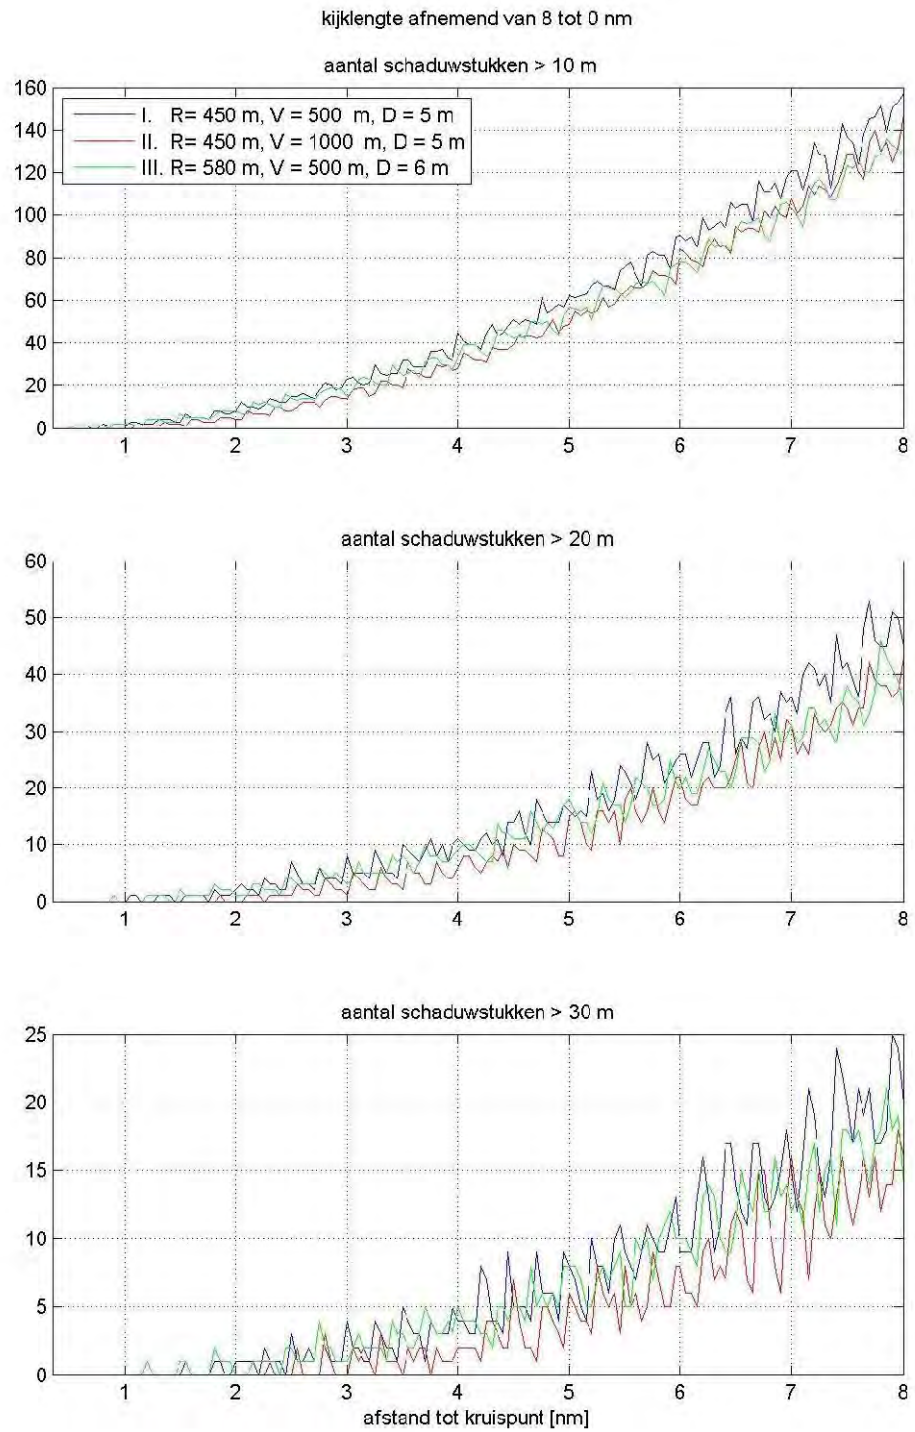 kijklengte afnemend van 8 tot 0 nm
aantal schaduwstukken > 10 m
160
140
120
100
80
60
40
20
0
I. R= 450 m, V = 500 m, D = 5 m
II. R= 450 m, V = 1000 m, D = 5 m
III. R= 580 m, V = 500 m, D = 6 m
1 2 3 4 5 6 7 8
aantal schaduwstukken > 20 m
60
50
40
30
20
10
0
1 2 3 4 5 6 7 8
aantal schaduwstukken > 30 m
25
20
15
10
5
0
1 2 3 4 5 6 7 8
afstand tot kruispunt [nm]